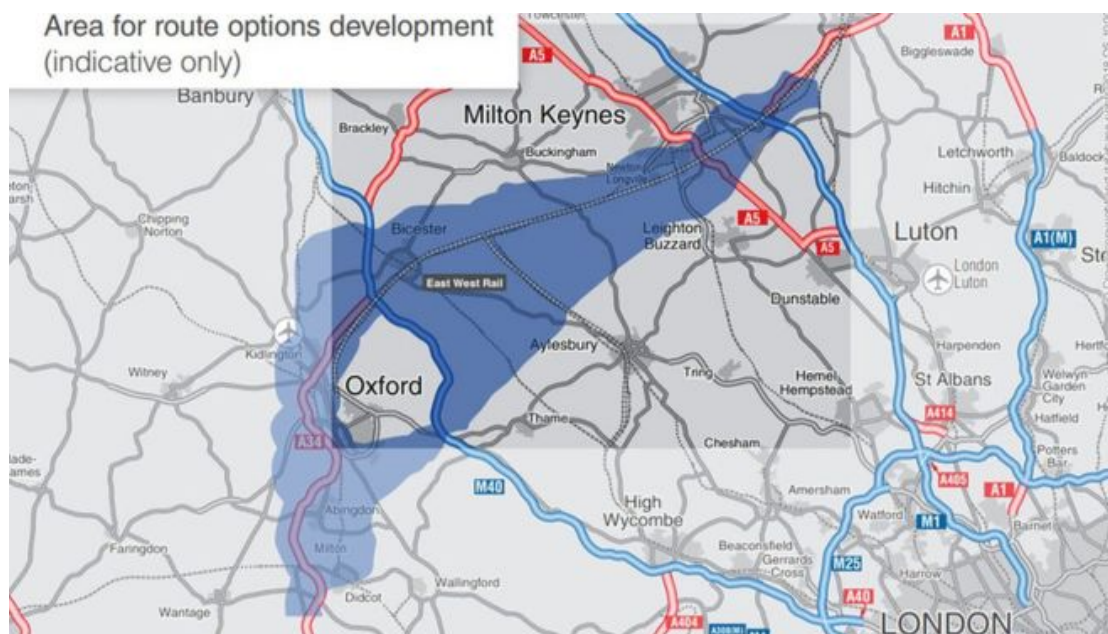 Area for route options development
(indicative only)
Towcester
A5
A1
Biggleswade
Banbury
Brackley
Milton Keynes
Buckingham
Newton
Longville
Letchworth
Baldock
Hitchin
Chipping
Norton
Bicester
A5
Leighton
Buzzard
A5
Luton
A1(M)
East West Rail
London
Luton
Dunstable
Kidlington
Aylesbury
Harpenden
Witney
Oxford
Tring
Hemel
Hempstead
St Albans
Welwyn
Garden
City
A34
Thame
A414
Hatfield
Chesham
Potters
Bar
M40
A405
A1
High
Wycombe
Amersham
Watford
M1
Barnet
Abingdon
Faringdon
Milton
Beaconsfield
Gerrards
Cross
M25
Harrow
Wallingford
Didcot
Wantage
A40
A404
LONDON